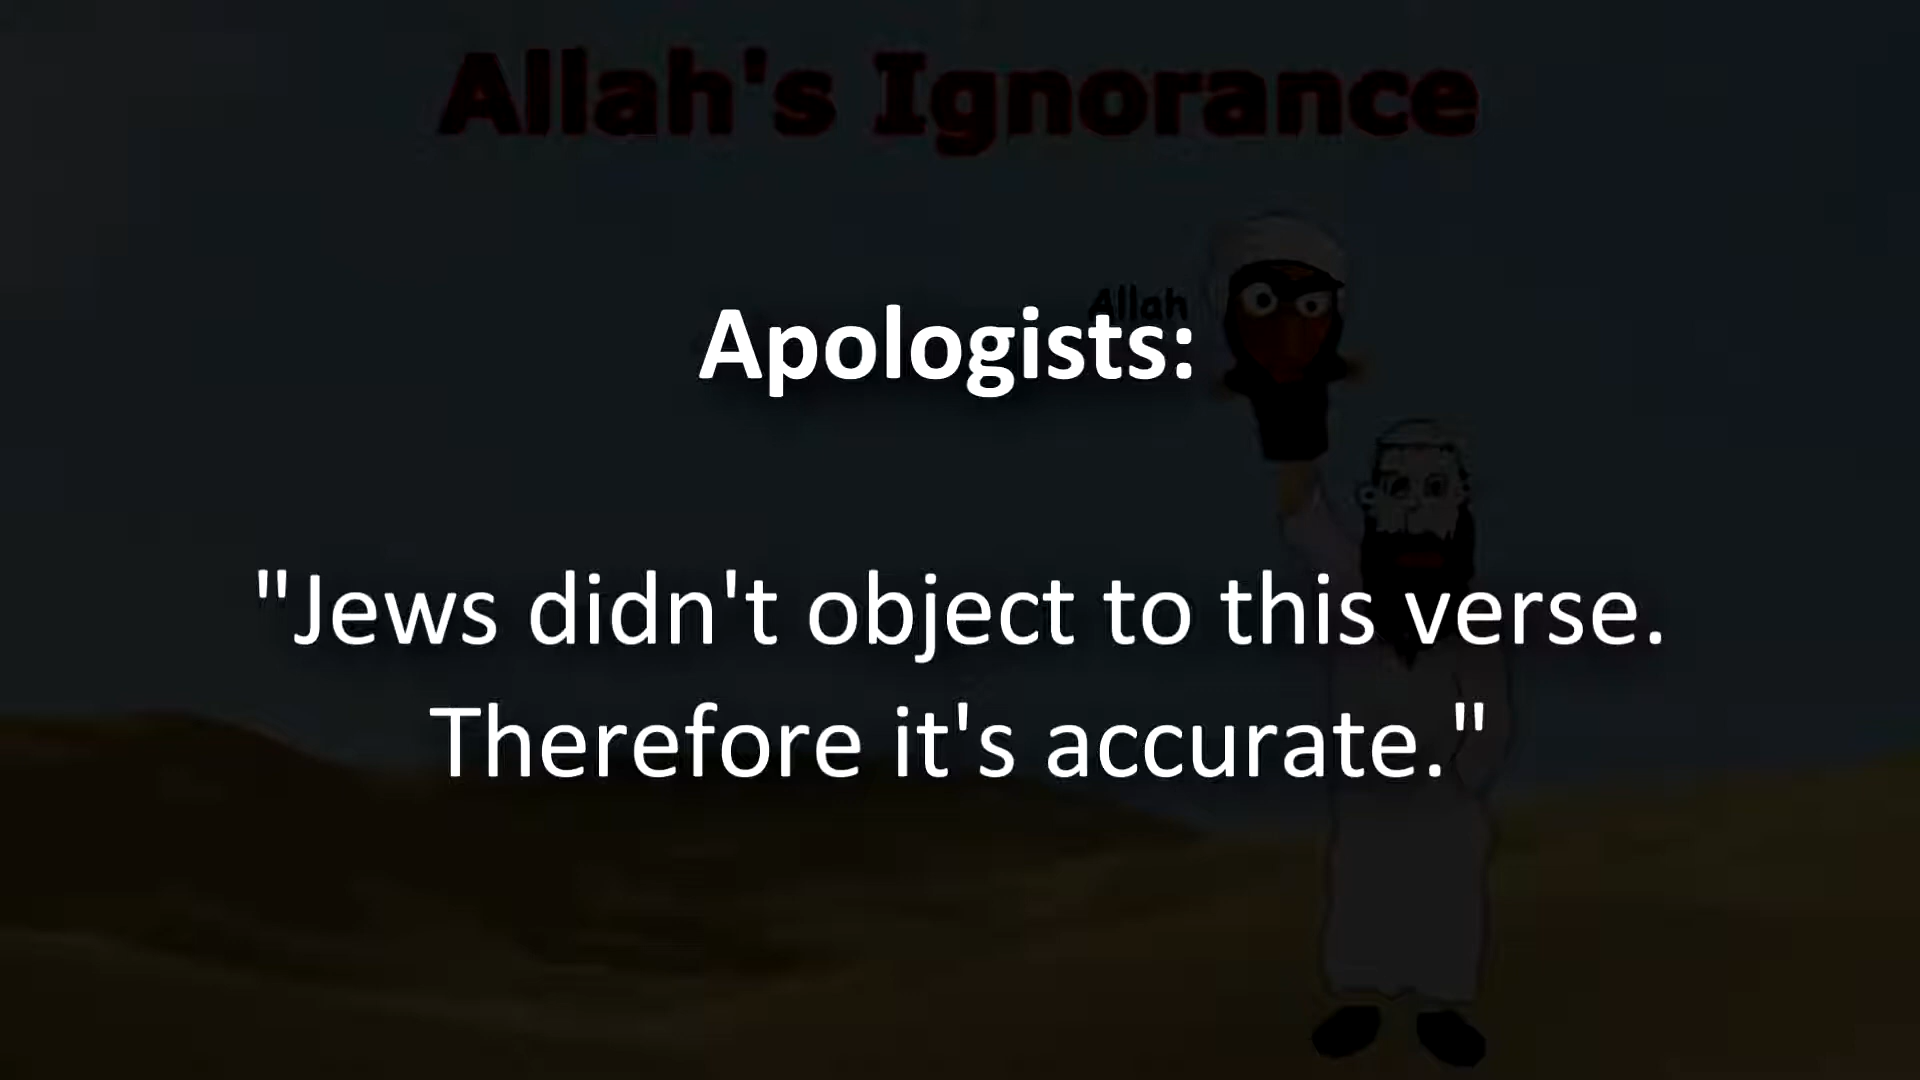 Allah's Ignorance
Allah
Apologists:
"Jews didn't object to this verse.
Therefore it's accurate."